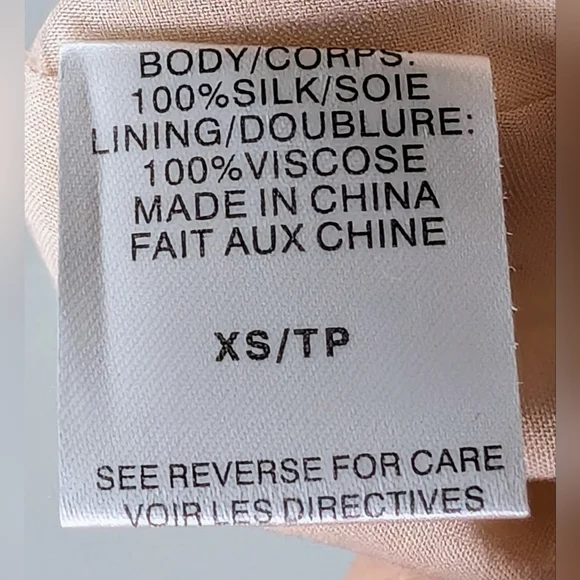 BODY/CORPS:
100%SILK/SOIE
LINING/DOUBLURE:
100%VISCOSE
MADE IN CHINA
FAIT AUX CHINE
XS/TP
SEE REVERSE FOR CARE
VOIR LES DIRECTIVES